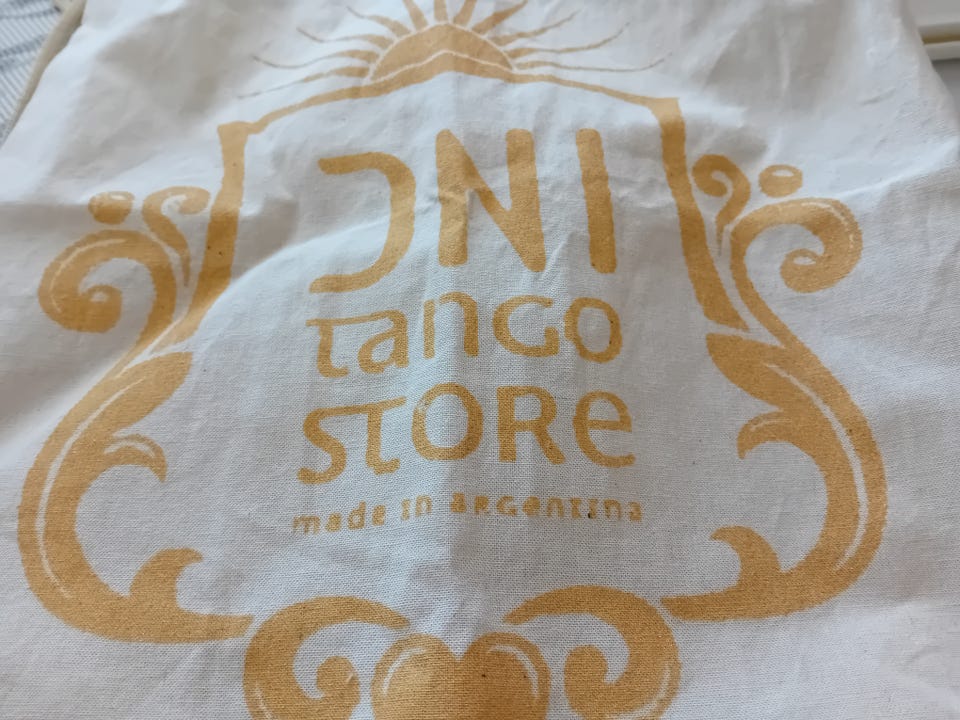 DNI
tango
STORE
made in argentina